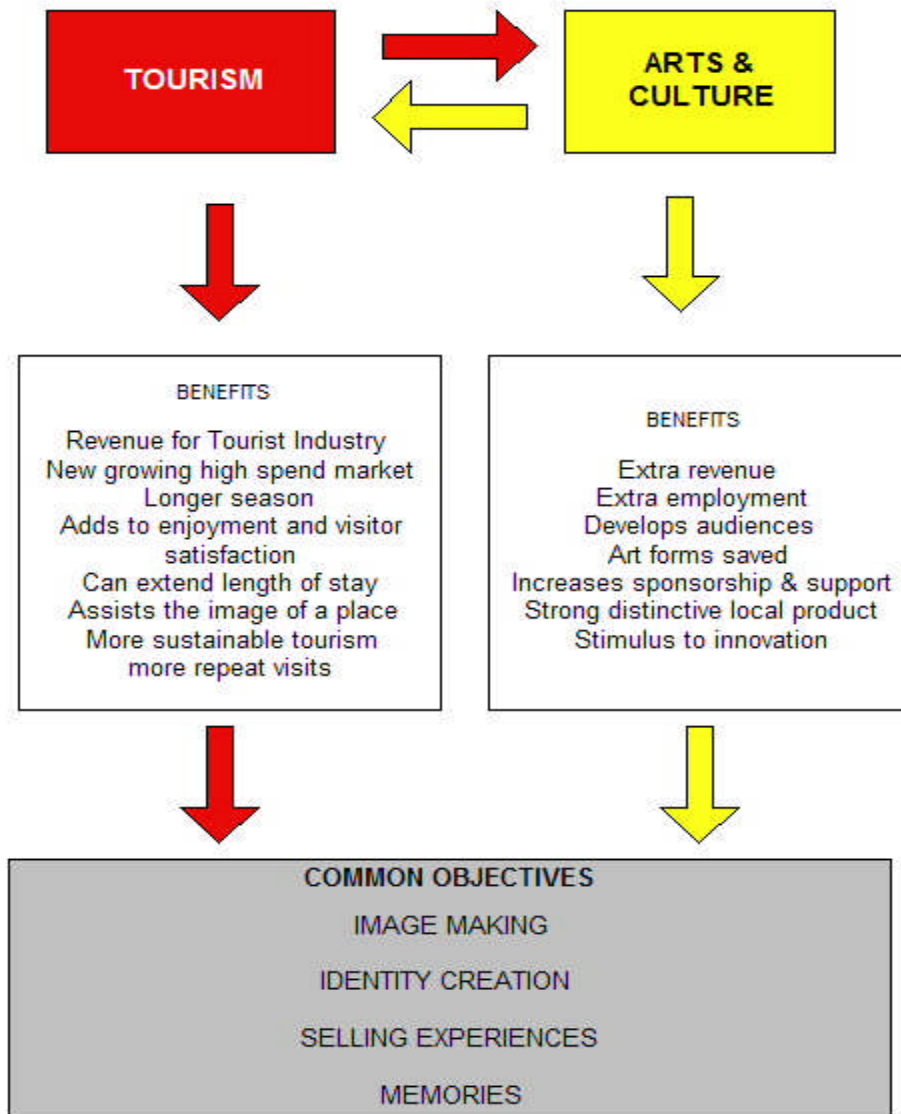 TOURISM
ARTS &
CULTURE
BENEFITS
Revenue for Tourist Industry
New growing high spend market
Longer season
Adds to enjoyment and visitor
satisfaction
Can extend length of stay
Assists the image of a place
More sustainable tourism
more repeat visits
BENEFITS
Extra revenue
Extra employment
Develops audiences
Art forms saved
Increases sponsorship & support
Strong distinctive local product
Stimulus to innovation
COMMON OBJECTIVES
IMAGE MAKING
IDENTITY CREATION
SELLING EXPERIENCES
MEMORIES